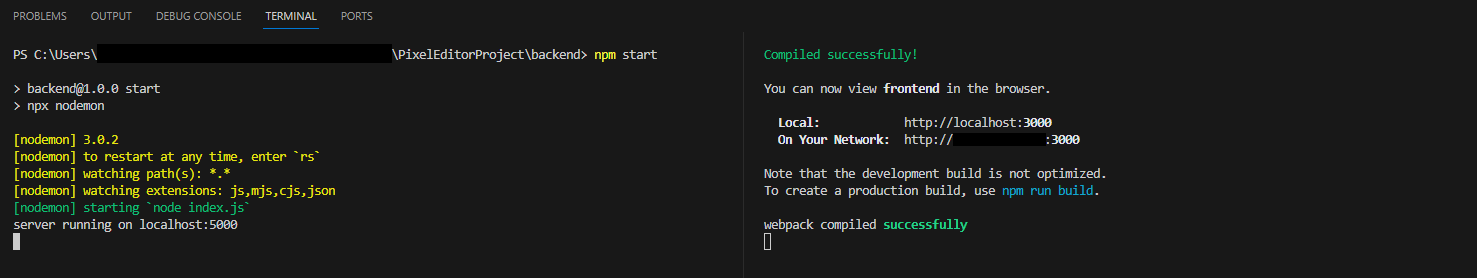 PROBLEMS OUTPUT DEBUG CONSOLE TERMINAL PORTS
PS C:\Users\ \PixelEditorProject\backend> npm start
> backend@1.0.0 start
> npx nodemon
[nodemon] 3.0.2
[nodemon] to restart at any time, enter `rs`
[nodemon] watching path(s): *.*
[nodemon] watching extensions: js,mjs,cjs,json
[nodemon] starting `node index.js`
server running on localhost:5000
Compiled successfully!
You can now view frontend in the browser.
Local: http://localhost:3000
On Your Network: http:// :3000
Note that the development build is not optimized.
To create a production build, use npm run build.
webpack compiled successfully